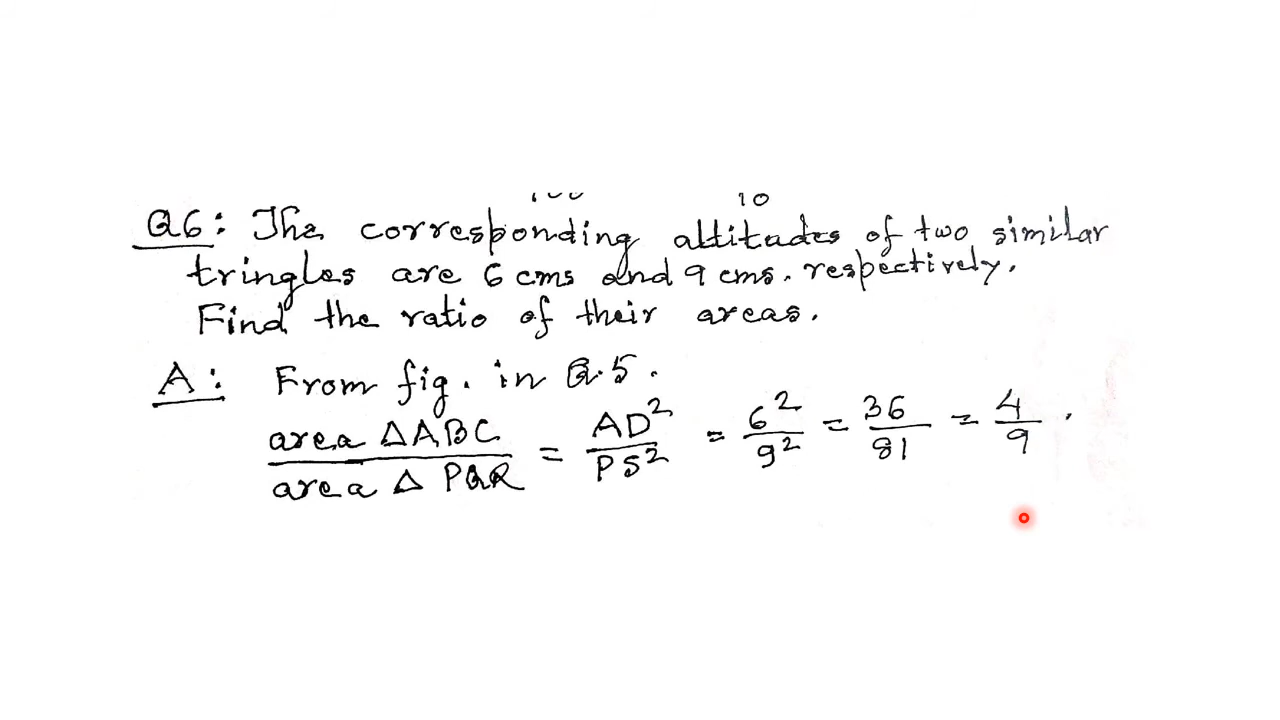 10
Q6: The corresponding altitudes of two similar
tringles are 6 cms and 9 cms. respectively.
Find the ratio of their areas.
A: From fig. in Q.5.
area ΔABC / area Δ PQR = AD² / PS² = 6² / 9² = 36 / 81 = 4 / 9 .